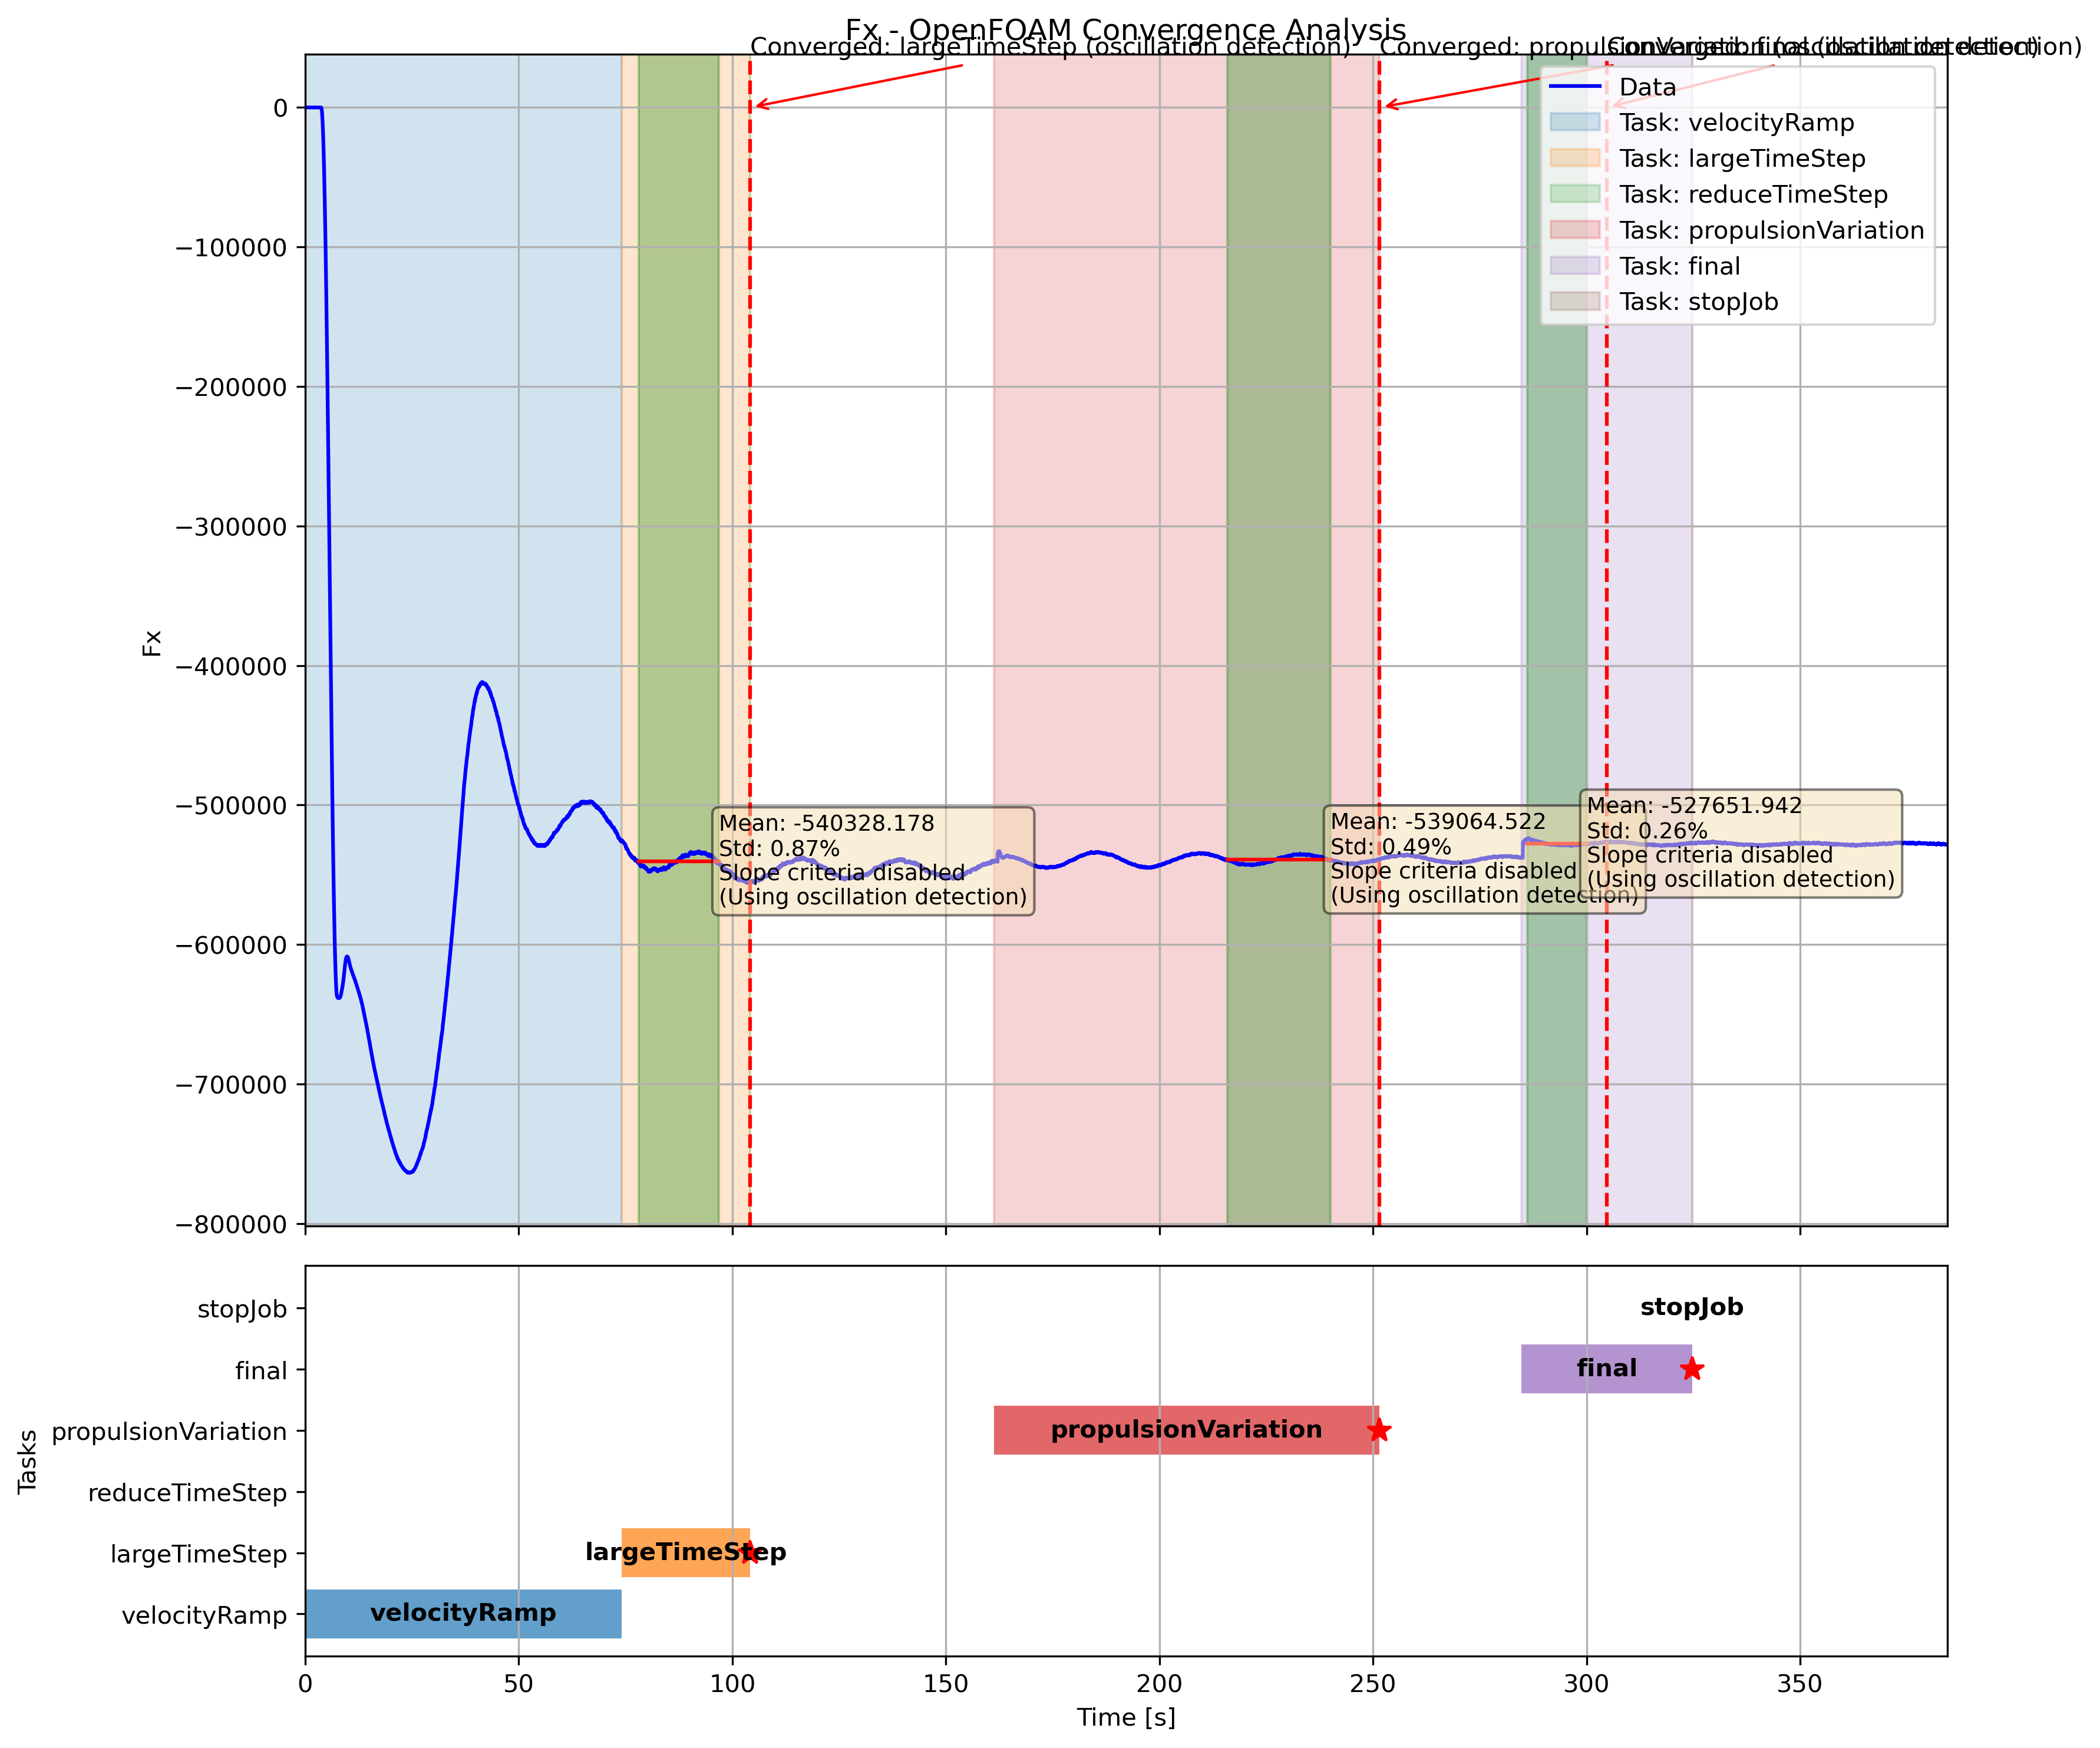 Fx - OpenFOAM Convergence Analysis
Converged: largeTimeStep (oscillation detection)
Converged: propulsionVariation (oscillation detection)
Converged: final (oscillation detection)
Data
Task: velocityRamp
Task: largeTimeStep
Task: reduceTimeStep
Task: propulsionVariation
Task: final
Task: stopJob
0
−100000
−200000
−300000
−400000
−500000
−600000
−700000
−800000
Fx
Mean: -540328.178
Std: 0.87%
Slope criteria disabled
(Using oscillation detection)
Mean: -539064.522
Std: 0.49%
Slope criteria disabled
(Using oscillation detection)
Mean: -527651.942
Std: 0.26%
Slope criteria disabled
(Using oscillation detection)
stopJob
final
propulsionVariation
reduceTimeStep
largeTimeStep
velocityRamp
Tasks
stopJob
final
propulsionVariation
largeTimeStep
velocityRamp
0 50 100 150 200 250 300 350
Time [s]